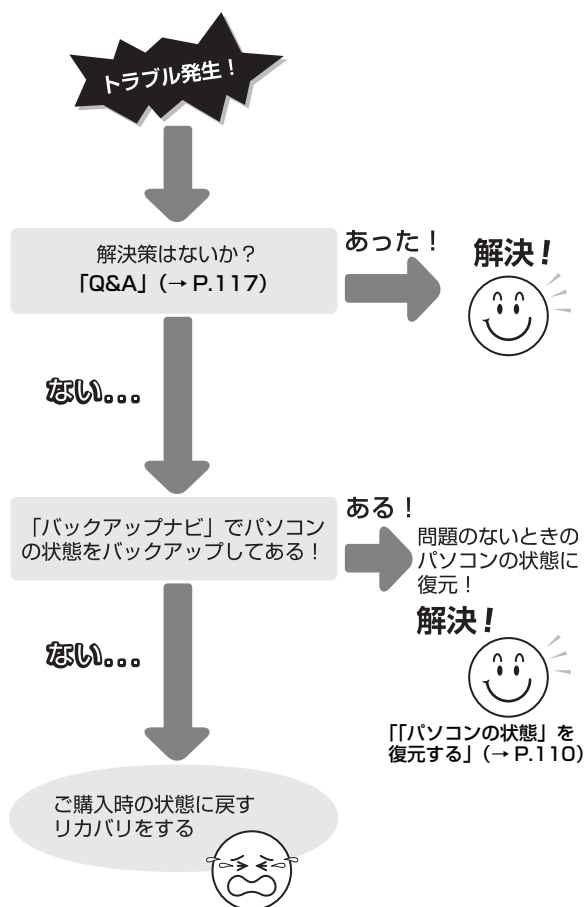 トラブル発生！
解決策はないか？
「Q&A」（→ P.117）
あった！
解決！
ない...
「バックアップナビ」でパソコン
の状態をバックアップしてある！
ある！
問題のないときの
パソコンの状態に
復元！
解決！
「「パソコンの状態」を
復元する」（→ P.110）
ない...
ご購入時の状態に戻す
リカバリをする